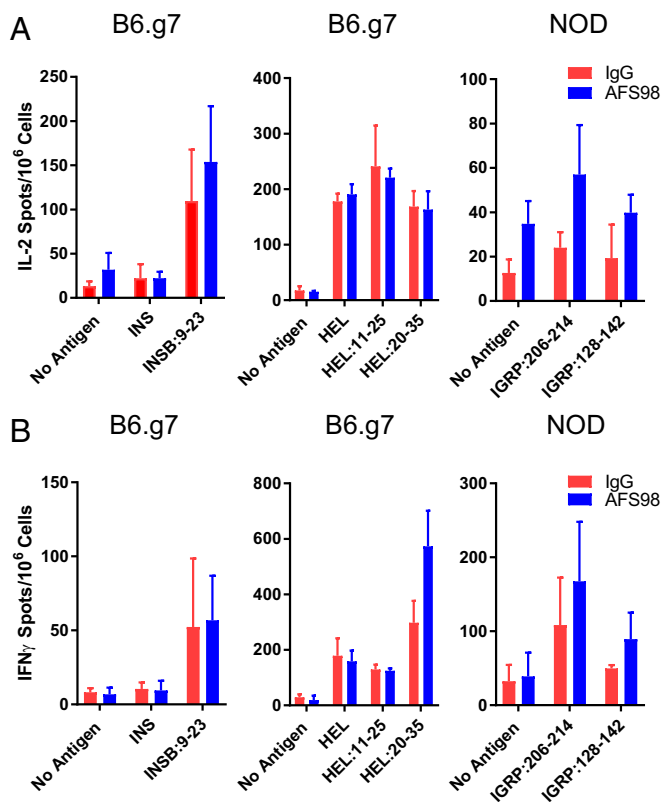 A
B6.g7
B6.g7
NOD
IL-2 Spots/10⁶ Cells
250
200
150
100
50
0
No Antigen
INS
INSB:9-23
400
300
200
100
0
No Antigen
HEL
HEL:11-25
HEL:20-35
100
80
60
40
20
0
No Antigen
IGRP:206-214
IGRP:128-142
IgG
AFS98
B
B6.g7
B6.g7
NOD
IFNγ Spots/10⁶ Cells
150
100
50
0
No Antigen
INS
INSB:9-23
800
600
400
200
0
No Antigen
HEL
HEL:11-25
HEL:20-35
300
200
100
0
No Antigen
IGRP:206-214
IGRP:128-142
IgG
AFS98